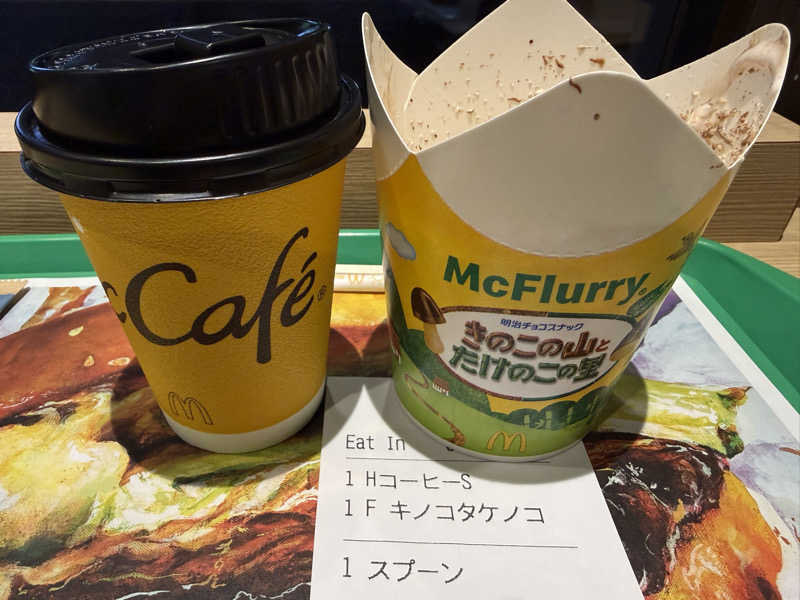 cCafé®
McFlurry®
明治チョコスナック
きのこの山と
たけのこの里
Eat In
1 HコーヒーS
1 F キノコタケノコ
1 スプーン